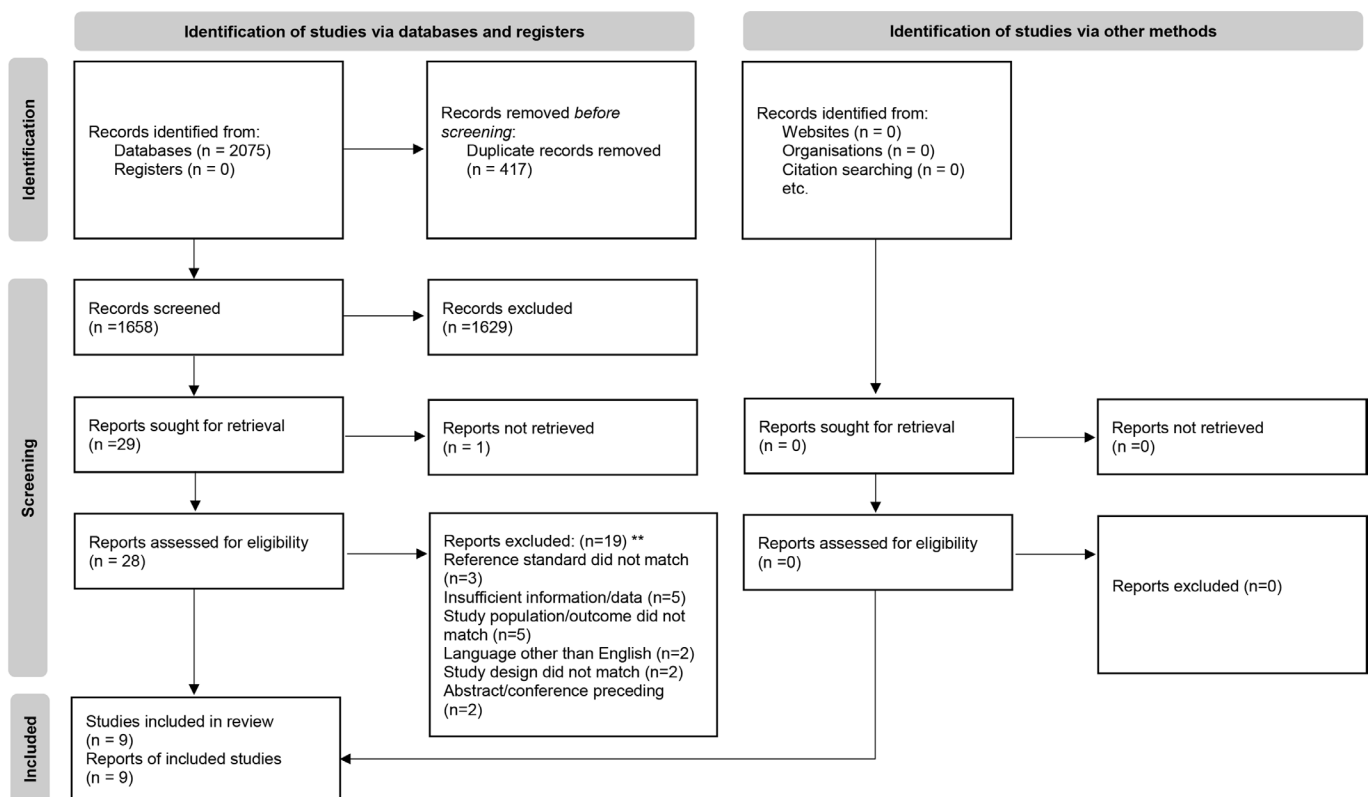 Identification of studies via databases and registers
Identification of studies via other methods
Identification
Records identified from:
Databases (n = 2075)
Registers (n = 0)
Records removed before
screening:
Duplicate records removed
(n = 417)
Records identified from:
Websites (n = 0)
Organisations (n = 0)
Citation searching (n = 0)
etc.
Screening
Records screened
(n =1658)
Records excluded
(n =1629)
Reports sought for retrieval
(n =29)
Reports not retrieved
(n = 1)
Reports sought for retrieval
(n = 0)
Reports not retrieved
(n =0)
Reports assessed for eligibility
(n = 28)
Reports excluded: (n=19) **
Reference standard did not match
(n=3)
Insufficient information/data (n=5)
Study population/outcome did not
match (n=5)
Language other than English (n=2)
Study design did not match (n=2)
Abstract/conference preceding
(n=2)
Reports assessed for eligibility
(n =0)
Reports excluded (n=0)
Included
Studies included in review
(n = 9)
Reports of included studies
(n = 9)